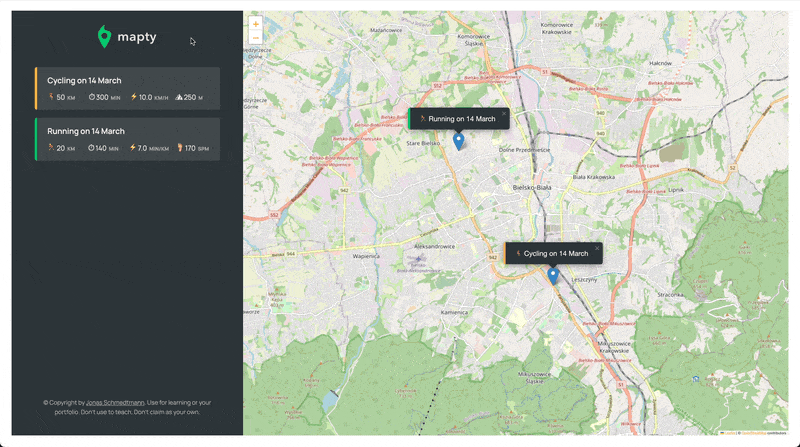 mapty
Cycling on 14 March
50 KM
300 MIN
10.0 KM/H
250 M
Running on 14 March
20 KM
140 MIN
7.0 MIN/KM
170 SPM
© Copyright by Jonas Schmedtmann. Use for learning or your
portfolio. Don't use to teach. Don't claim as your own.
+
−
Mazańcowice
Komorowice
Śląskie
Komorowice
Krakowskie
Hałcnów
S52
Running on 14 March
×
Stare Bielsko
Dolne Przedmieście
Bielsko-Biała
Biała Krakowska
Lipnik
942
S52
Wapienica
Aleksandrowice
944
942
Cycling on 14 March
×
Leszczyny
Straconka
Kamienica
Mikuszowice
Krakowskie
Mikuszowice
Śląskie
S1